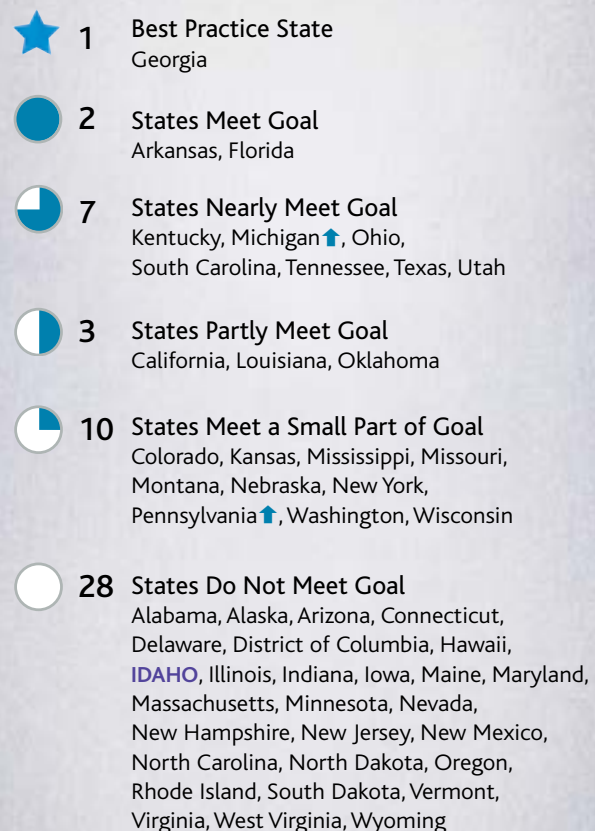 1 Best Practice State
Georgia
2 States Meet Goal
Arkansas, Florida
7 States Nearly Meet Goal
Kentucky, Michigan⬆, Ohio,
South Carolina, Tennessee, Texas, Utah
3 States Partly Meet Goal
California, Louisiana, Oklahoma
10 States Meet a Small Part of Goal
Colorado, Kansas, Mississippi, Missouri,
Montana, Nebraska, New York,
Pennsylvania⬆, Washington, Wisconsin
28 States Do Not Meet Goal
Alabama, Alaska, Arizona, Connecticut,
Delaware, District of Columbia, Hawaii,
IDAHO, Illinois, Indiana, Iowa, Maine, Maryland,
Massachusetts, Minnesota, Nevada,
New Hampshire, New Jersey, New Mexico,
North Carolina, North Dakota, Oregon,
Rhode Island, South Dakota, Vermont,
Virginia, West Virginia, Wyoming